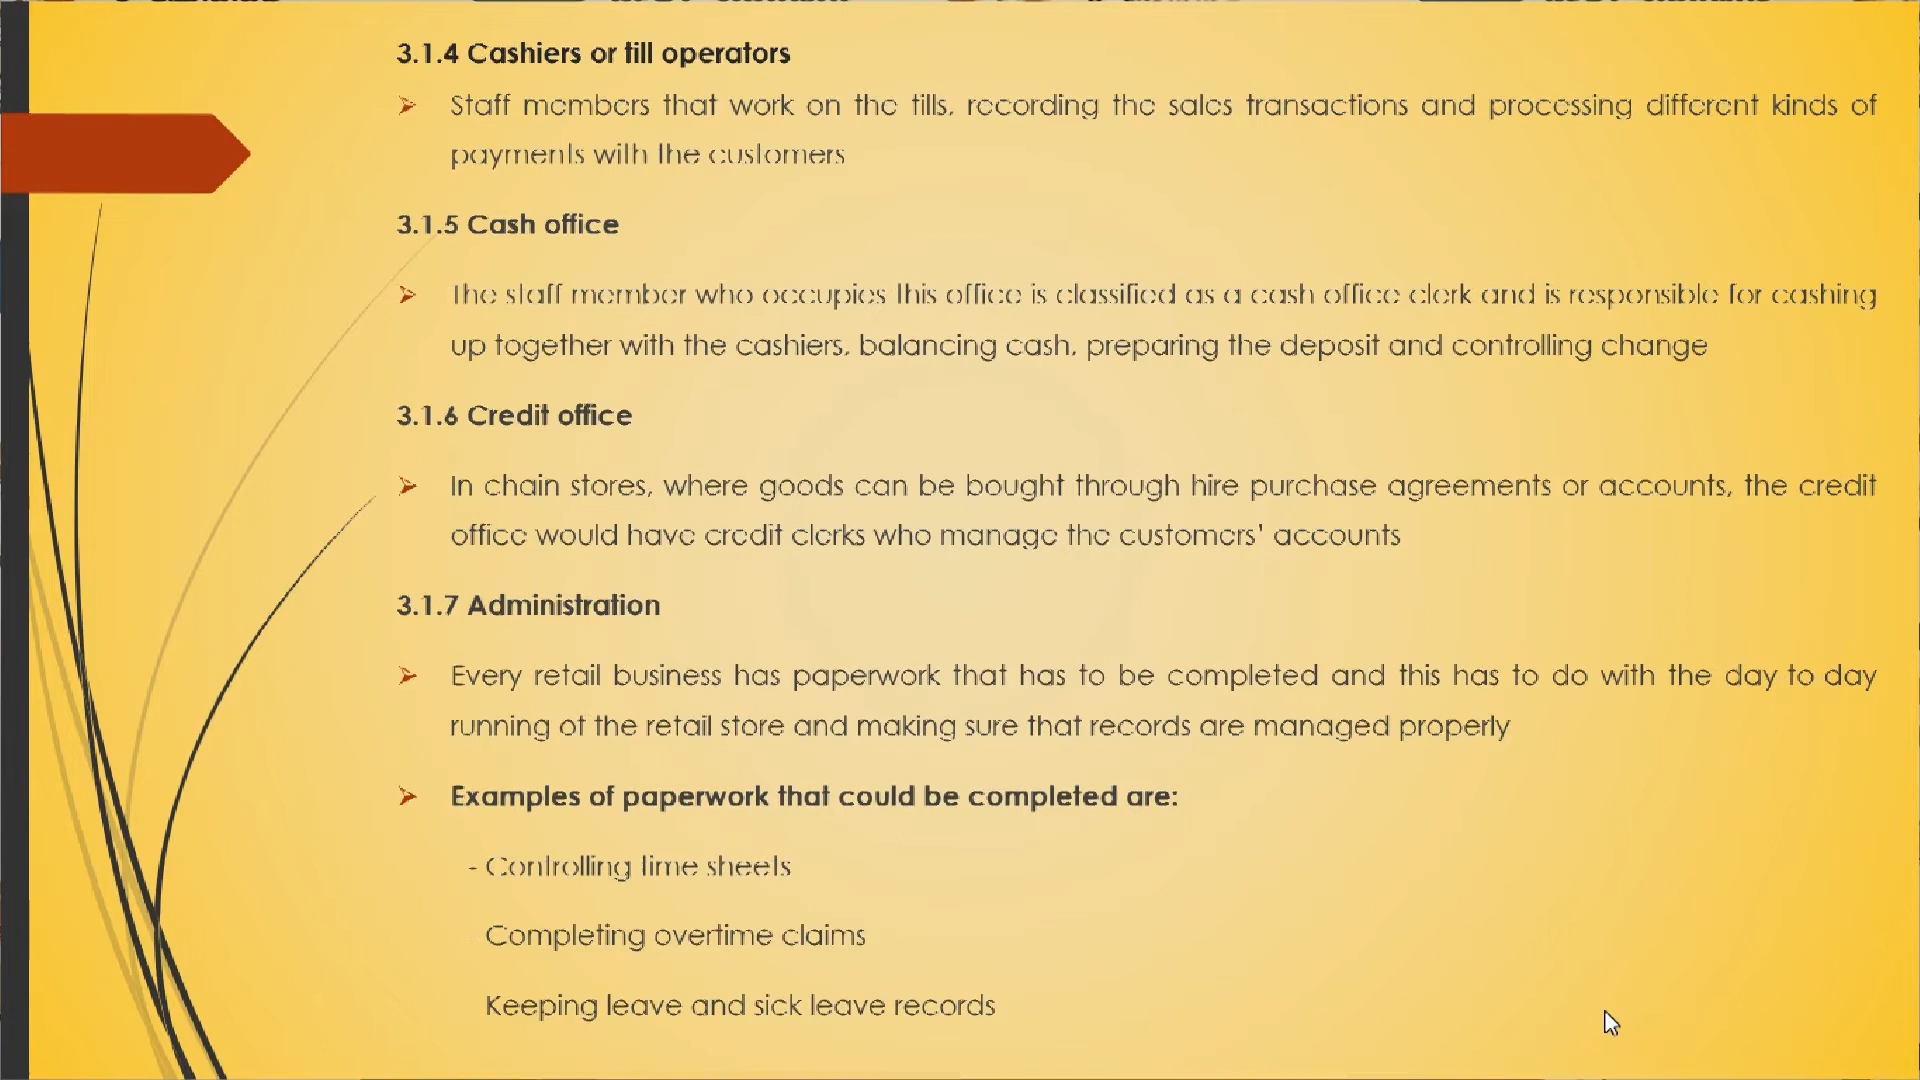 3.1.4 Cashiers or till operators
Staff members that work on the tills, recording the sales transactions and processing different kinds of
payments with the customers
3.1.5 Cash office
The staff member who occupies this office is classified as a cash office clerk and is responsible for cashing
up together with the cashiers, balancing cash, preparing the deposit and controlling change
3.1.6 Credit office
In chain stores, where goods can be bought through hire purchase agreements or accounts, the credit
office would have credit clerks who manage the customers' accounts
3.1.7 Administration
Every retail business has paperwork that has to be completed and this has to do with the day to day
running of the retail store and making sure that records are managed properly
Examples of paperwork that could be completed are:
- Controlling time sheets
Completing overtime claims
Keeping leave and sick leave records